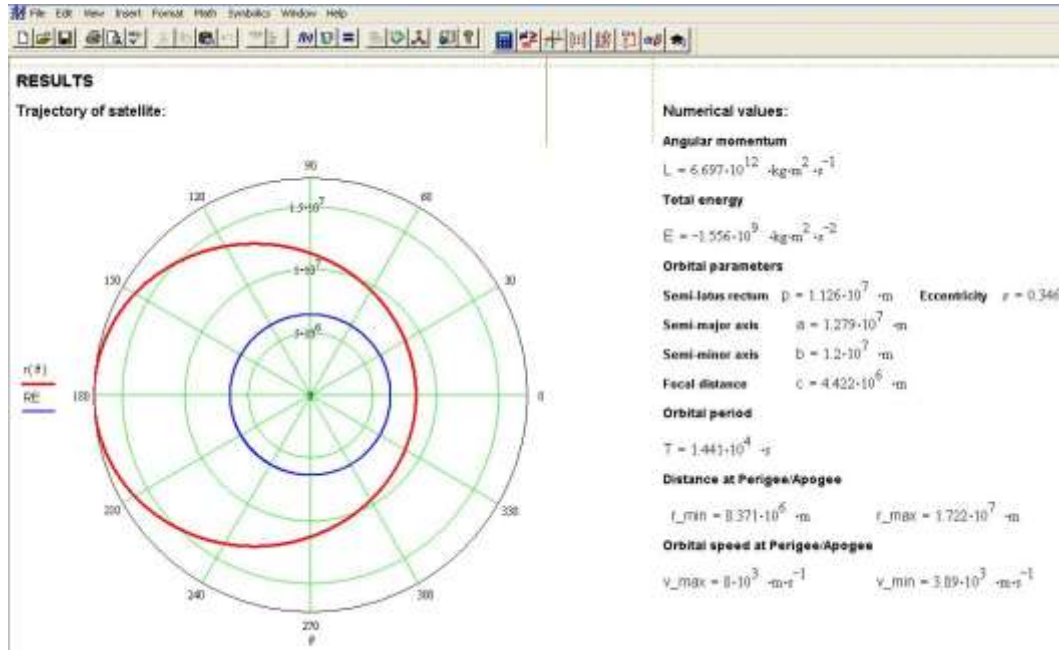 File Edit View Insert Format Math Symbolics Window Help
RESULTS
Trajectory of satellite:
90
120
60
1.5·10^7
150
30
1·10^7
5·10^6
r(θ)
RE
180
0
210
330
240
300
270
θ
Numerical values:
Angular momentum
L = 6.697·10^12 ·kg·m^2 ·s^-1
Total energy
E = -1.556·10^9 ·kg·m^2 ·s^-2
Orbital parameters
Semi-latus rectum p = 1.126·10^7 ·m Eccentricity = 0.346
Semi-major axis a = 1.279·10^7 ·m
Semi-minor axis b = 1.2·10^7 ·m
Focal distance c = 4.422·10^6 ·m
Orbital period
T = 1.441·10^4 ·s
Distance at Perigee/Apogee
r_min = 8.371·10^6 ·m r_max = 1.722·10^7 ·m
Orbital speed at Perigee/Apogee
v_max = 8·10^3 ·m·s^-1 v_min = 3.89·10^3 ·m·s^-1